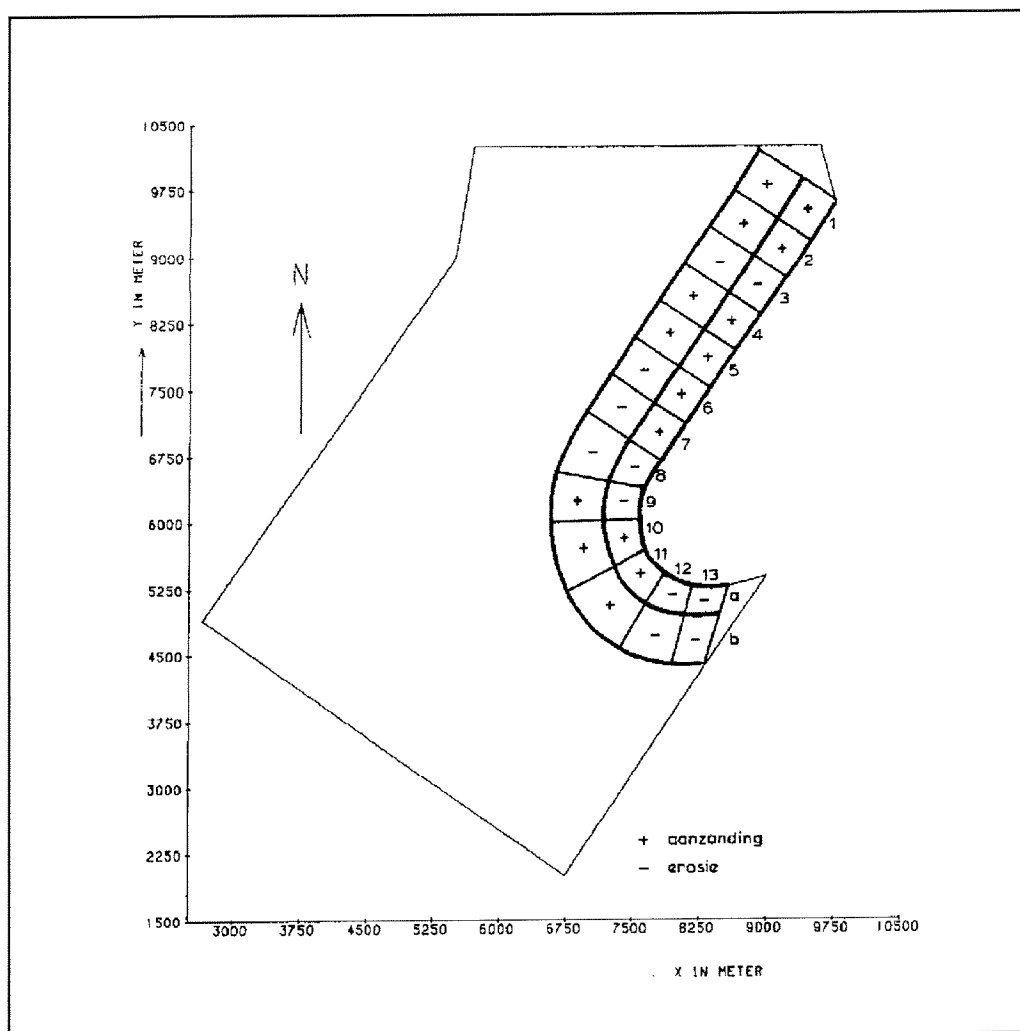 10500
9750
9000
8250
7500
6750
6000
5250
4500
3750
3000
2250
1500
Y IN METER
N
+ + - + + - - - + + + - -
+ + - + + + + - - + + - -
1
2
3
4
5
6
7
8
9
10
11
12
13
a
b
+ aanzanding
- erosie
3000 3750 4500 5250 6000 6750 7500 8250 9000 9750 10500
X IN METER